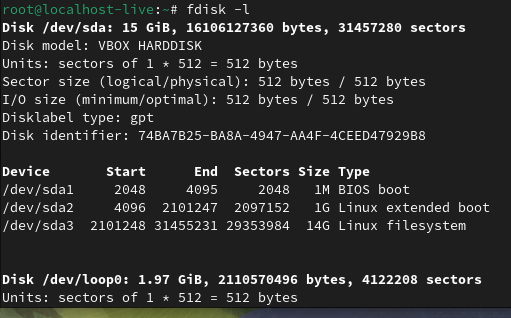 root@localhost-live:~# fdisk -l
Disk /dev/sda: 15 GiB, 16106127360 bytes, 31457280 sectors
Disk model: VBOX HARDDISK
Units: sectors of 1 * 512 = 512 bytes
Sector size (logical/physical): 512 bytes / 512 bytes
I/O size (minimum/optimal): 512 bytes / 512 bytes
Disklabel type: gpt
Disk identifier: 74BA7B25-BA8A-4947-AA4F-4CEED47929B8
Device Start End Sectors Size Type
/dev/sda1 2048 4095 2048 1M BIOS boot
/dev/sda2 4096 2101247 2097152 1G Linux extended boot
/dev/sda3 2101248 31455231 29353984 14G Linux filesystem
Disk /dev/loop0: 1.97 GiB, 2110570496 bytes, 4122208 sectors
Units: sectors of 1 * 512 = 512 bytes